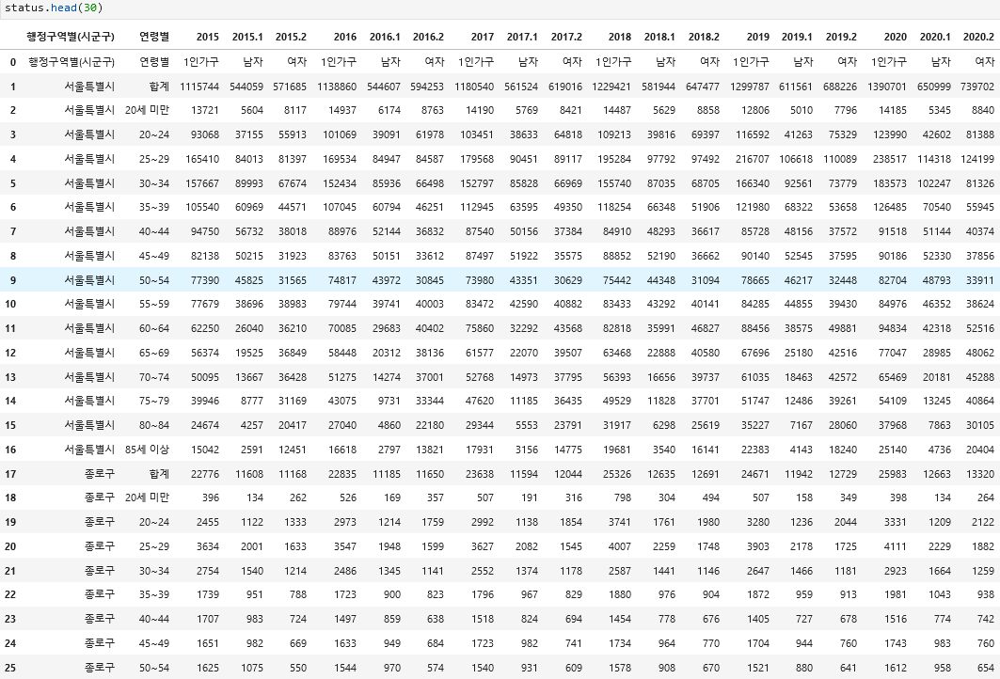 status.head(30)
행정구역별(시군구) 연령별 2015 2015.1 2015.2 2016 2016.1 2016.2 2017 2017.1 2017.2 2018 2018.1 2018.2 2019 2019.1 2019.2 2020 2020.1 2020.2
0 행정구역별(시군구) 연령별 1인가구 남자 여자 1인가구 남자 여자 1인가구 남자 여자 1인가구 남자 여자 1인가구 남자 여자 1인가구 남자 여자
1 서울특별시 합계 1115744 544059 571685 1138860 544607 594253 1180540 561524 619016 1229421 581944 647477 1299787 611561 688226 1390701 650999 739702
2 서울특별시 20세 미만 13721 5604 8117 14937 6174 8763 14190 5769 8421 14487 5629 8858 12806 5010 7796 14185 5345 8840
3 서울특별시 20~24 93068 37155 55913 101069 39091 61978 103451 38633 64818 109213 39816 69397 116592 41263 75329 123990 42602 81388
4 서울특별시 25~29 165410 84013 81397 169534 84947 84587 179568 90451 89117 195284 97792 97492 216707 106618 110089 238517 114318 124199
5 서울특별시 30~34 157667 89993 67674 152434 85936 66498 152797 85828 66969 155740 87035 68705 166340 92561 73779 183573 102247 81326
6 서울특별시 35~39 105540 60969 44571 107045 60794 46251 112945 63595 49350 118254 66348 51906 121980 68322 53658 126485 70540 55945
7 서울특별시 40~44 94750 56732 38018 88976 52144 36832 87540 50156 37384 84910 48293 36617 85728 48156 37572 91518 51144 40374
8 서울특별시 45~49 82138 50215 31923 83763 50151 33612 87497 51922 35575 88852 52190 36662 90140 52545 37595 90186 52330 37856
9 서울특별시 50~54 77390 45825 31565 74817 43972 30845 73980 43351 30629 75442 44348 31094 78665 46217 32448 82704 48793 33911
10 서울특별시 55~59 77679 38696 38983 79744 39741 40003 83472 42590 40882 83433 43292 40141 84285 44855 39430 84976 46352 38624
11 서울특별시 60~64 62250 26040 36210 70085 29683 40402 75860 32292 43568 82818 35991 46827 88456 38575 49881 94834 42318 52516
12 서울특별시 65~69 56374 19525 36849 58448 20312 38136 61577 22070 39507 63468 22888 40580 67696 25180 42516 77047 28985 48062
13 서울특별시 70~74 50095 13667 36428 51275 14274 37001 52768 14973 37795 56393 16656 39737 61035 18463 42572 65469 20181 45288
14 서울특별시 75~79 39946 8777 31169 43075 9731 33344 47620 11185 36435 49529 11828 37701 51747 12486 39261 54109 13245 40864
15 서울특별시 80~84 24674 4257 20417 27040 4860 22180 29344 5553 23791 31917 6298 25619 35227 7167 28060 37968 7863 30105
16 서울특별시 85세 이상 15042 2591 12451 16618 2797 13821 17931 3156 14775 19681 3540 16141 22383 4143 18240 25140 4736 20404
17 종로구 합계 22776 11608 11168 22835 11185 11650 23638 11594 12044 25326 12635 12691 24671 11942 12729 25983 12663 13320
18 종로구 20세 미만 396 134 262 526 169 357 507 191 316 798 304 494 507 158 349 398 134 264
19 종로구 20~24 2455 1122 1333 2973 1214 1759 2992 1138 1854 3741 1761 1980 3280 1236 2044 3331 1209 2122
20 종로구 25~29 3634 2001 1633 3547 1948 1599 3627 2082 1545 4007 2259 1748 3903 2178 1725 4111 2229 1882
21 종로구 30~34 2754 1540 1214 2486 1345 1141 2552 1374 1178 2587 1441 1146 2647 1466 1181 2923 1664 1259
22 종로구 35~39 1739 951 788 1723 900 823 1796 967 829 1880 976 904 1872 959 913 1981 1043 938
23 종로구 40~44 1707 983 724 1497 859 638 1518 824 694 1454 778 676 1405 727 678 1516 774 742
24 종로구 45~49 1651 982 669 1633 949 684 1723 982 741 1734 964 770 1704 944 760 1743 983 760
25 종로구 50~54 1625 1075 550 1544 970 574 1540 931 609 1578 908 670 1521 880 641 1612 958 654